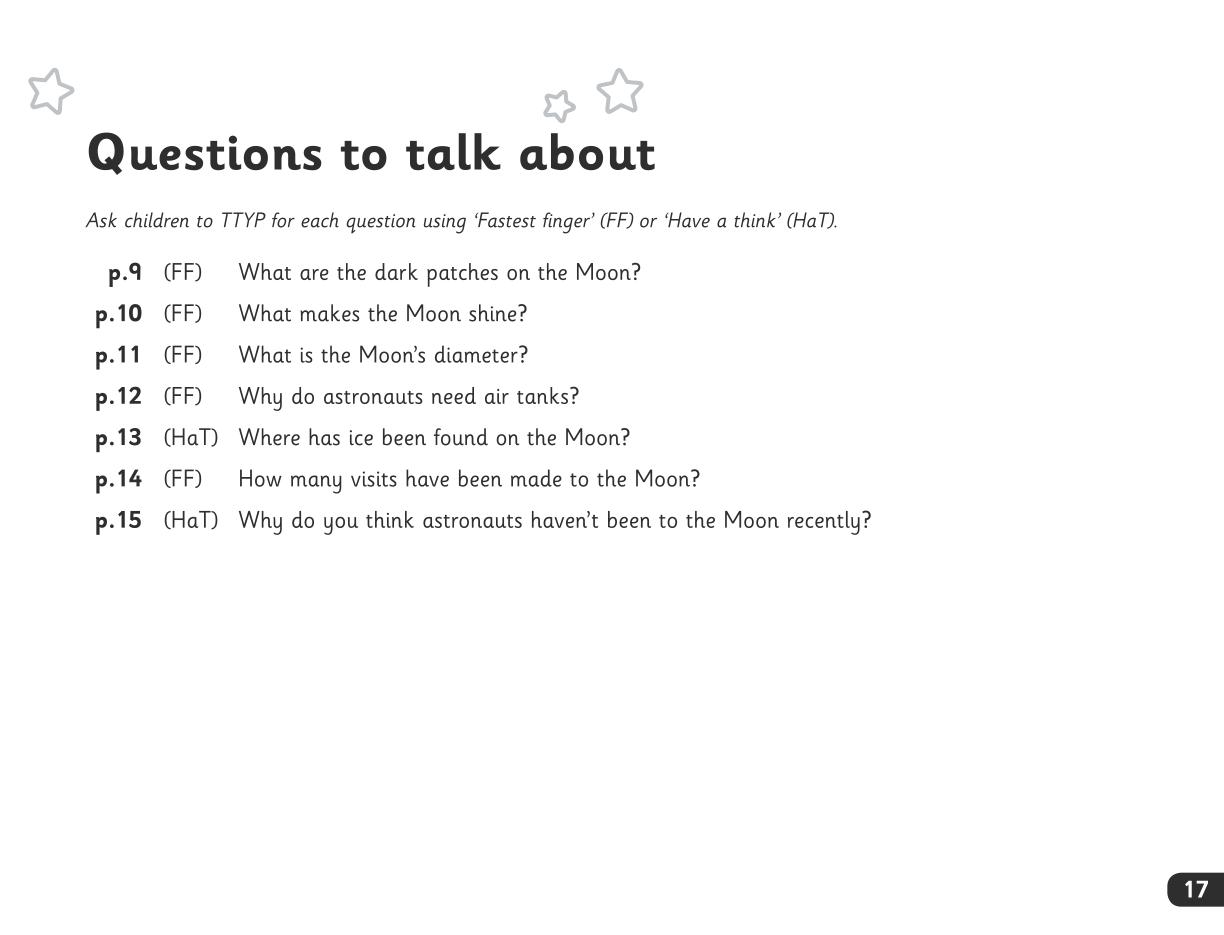 Questions to talk about
Ask children to TTYP for each question using ‘Fastest finger’ (FF) or ‘Have a think’ (HaT).
p.9 (FF) What are the dark patches on the Moon?
p.10 (FF) What makes the Moon shine?
p.11 (FF) What is the Moon’s diameter?
p.12 (FF) Why do astronauts need air tanks?
p.13 (HaT) Where has ice been found on the Moon?
p.14 (FF) How many visits have been made to the Moon?
p.15 (HaT) Why do you think astronauts haven’t been to the Moon recently?
17